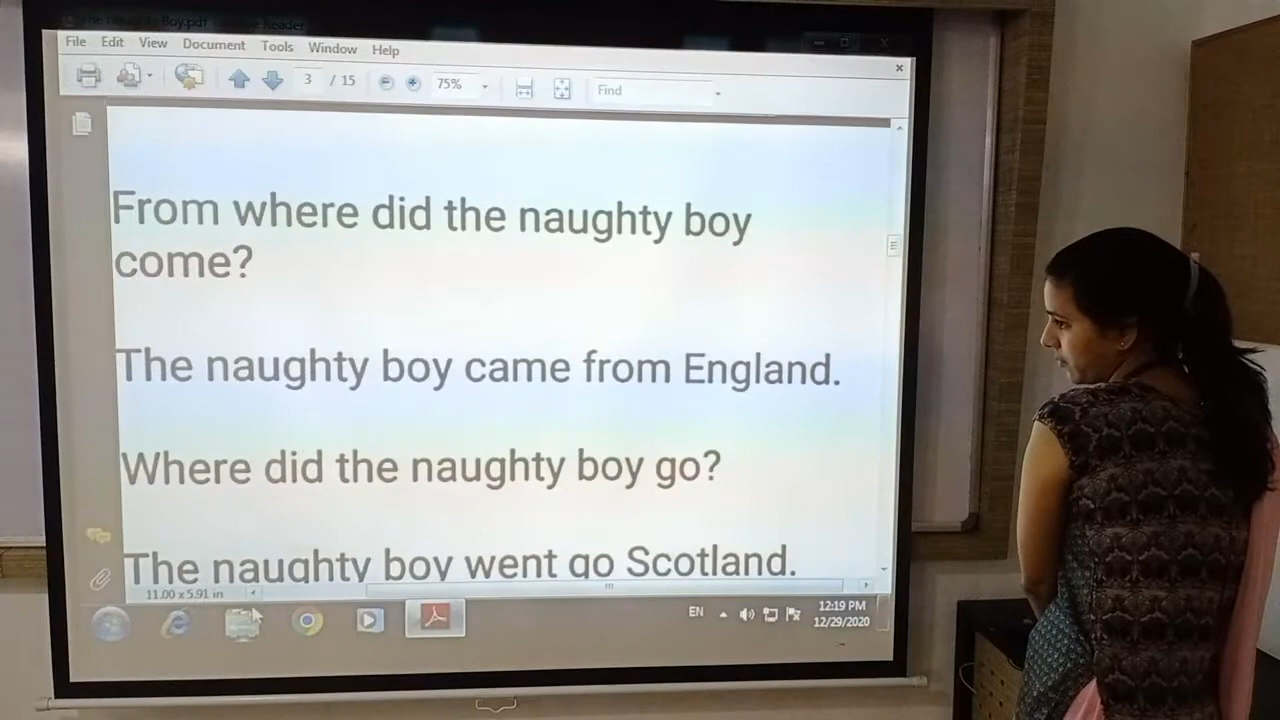 File Edit View Document Tools Window Help
3 / 15 75% Find
From where did the naughty boy
come?
The naughty boy came from England.
Where did the naughty boy go?
The naughty boy went go Scotland.
11.00 x 5.91 in
EN 12:19 PM
12/29/2020